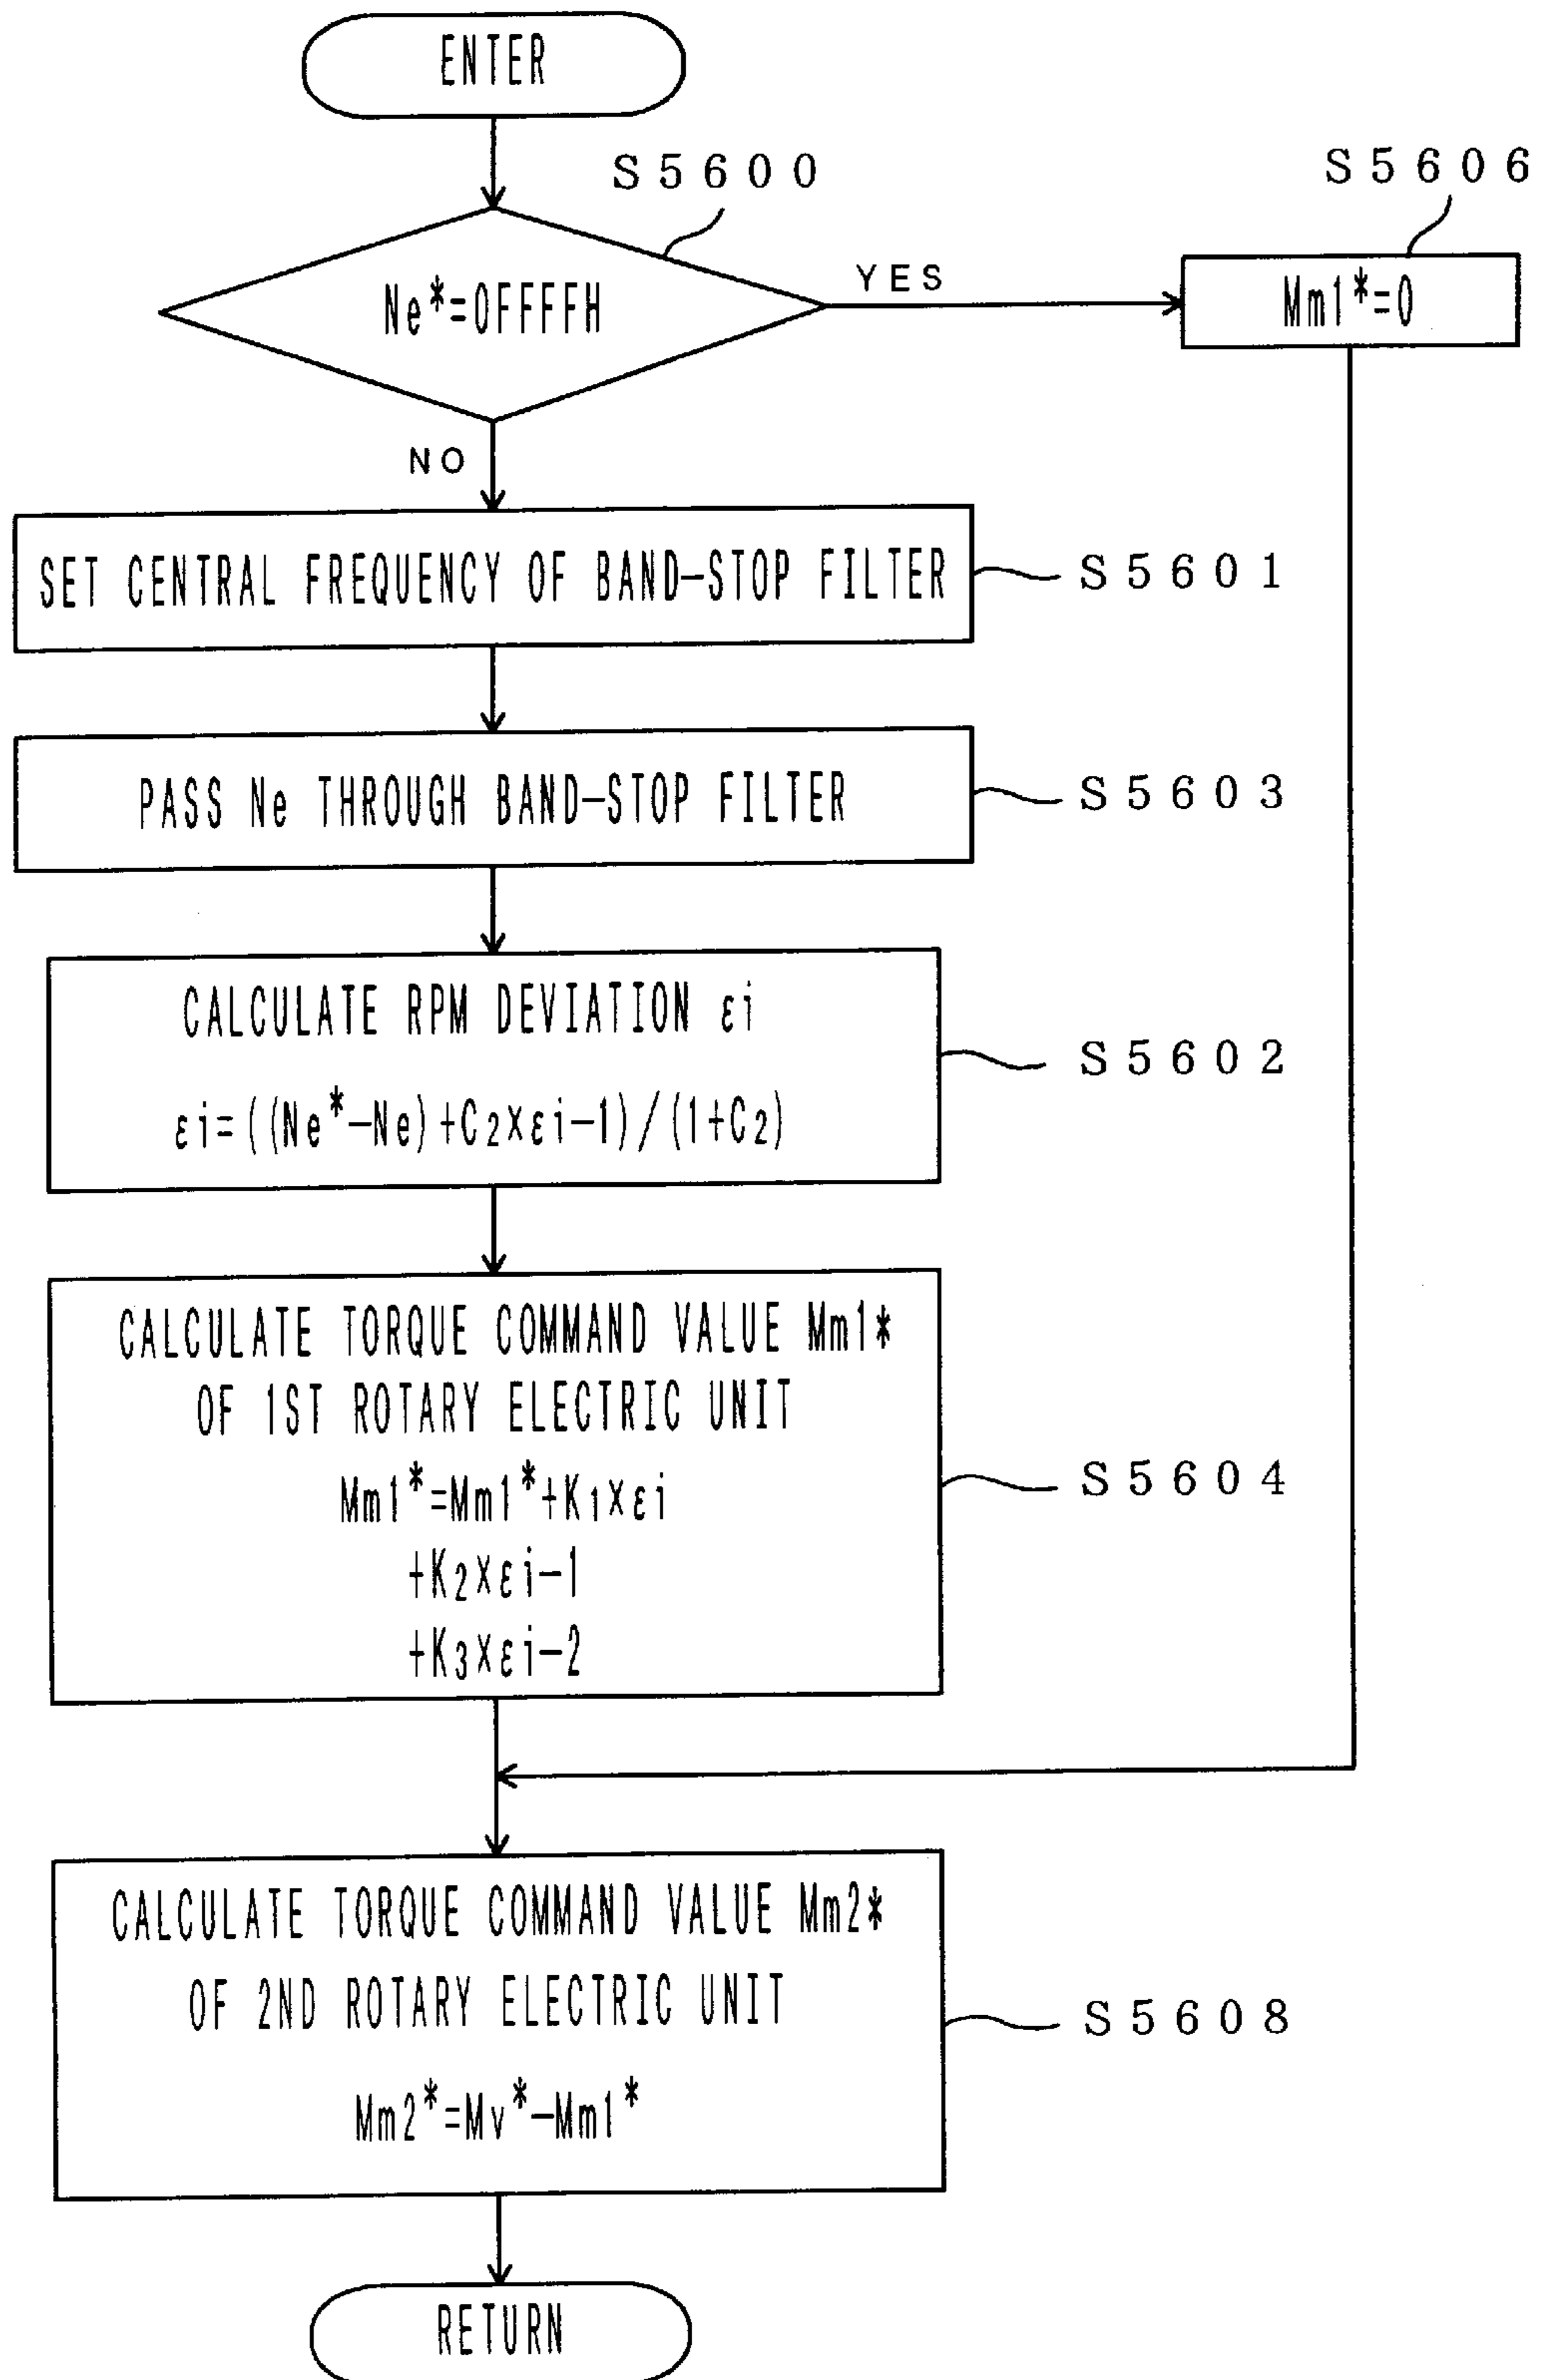 ENTER
S5600
S5606
Ne*=0FFFFH
YES
Mm1*=0
NO
SET CENTRAL FREQUENCY OF BAND-STOP FILTER
S5601
PASS Ne THROUGH BAND-STOP FILTER
S5603
CALCULATE RPM DEVIATION εi
εi=((Ne*-Ne)+C2×εi-1)/(1+C2)
S5602
CALCULATE TORQUE COMMAND VALUE Mm1*
OF 1ST ROTARY ELECTRIC UNIT
Mm1*=Mm1*+K1×εi
+K2×εi-1
+K3×εi-2
S5604
CALCULATE TORQUE COMMAND VALUE Mm2*
OF 2ND ROTARY ELECTRIC UNIT
Mm2*=Mv*-Mm1*
S5608
RETURN